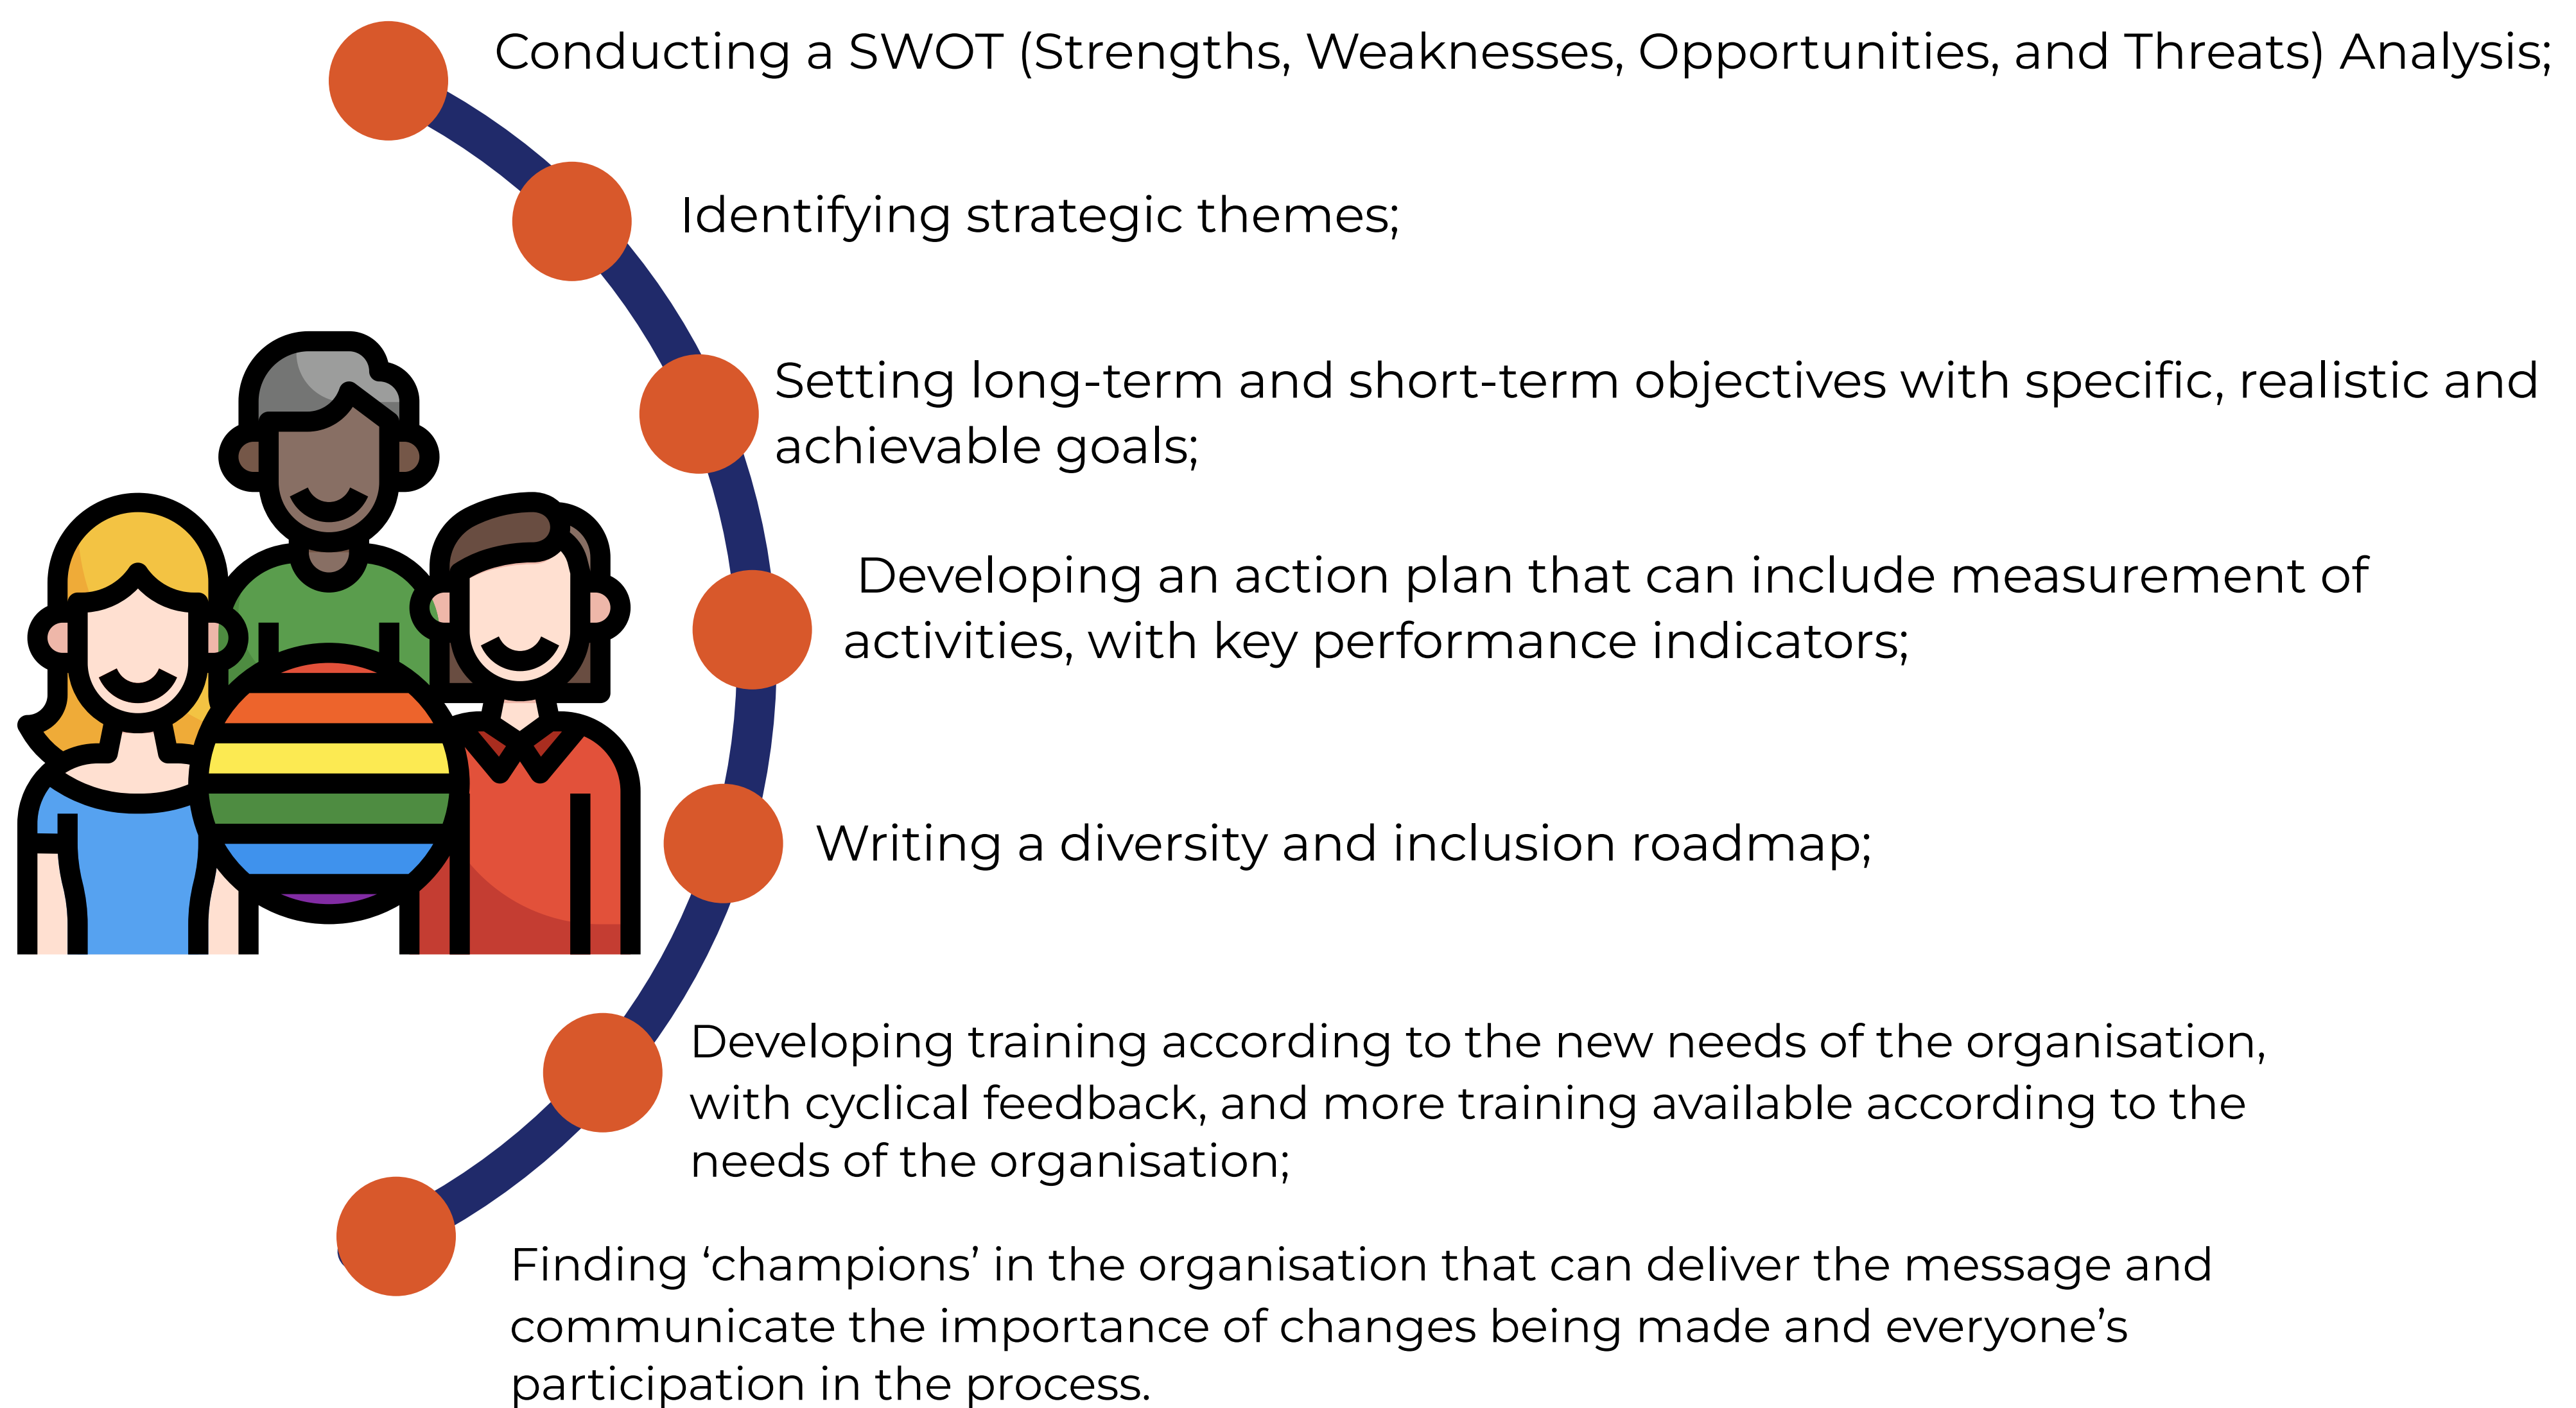 Conducting a SWOT (Strengths, Weaknesses, Opportunities, and Threats) Analysis;
Identifying strategic themes;
Setting long-term and short-term objectives with specific, realistic and
achievable goals;
Developing an action plan that can include measurement of
activities, with key performance indicators;
Writing a diversity and inclusion roadmap;
Developing training according to the new needs of the organisation,
with cyclical feedback, and more training available according to the
needs of the organisation;
Finding ‘champions’ in the organisation that can deliver the message and
communicate the importance of changes being made and everyone’s
participation in the process.